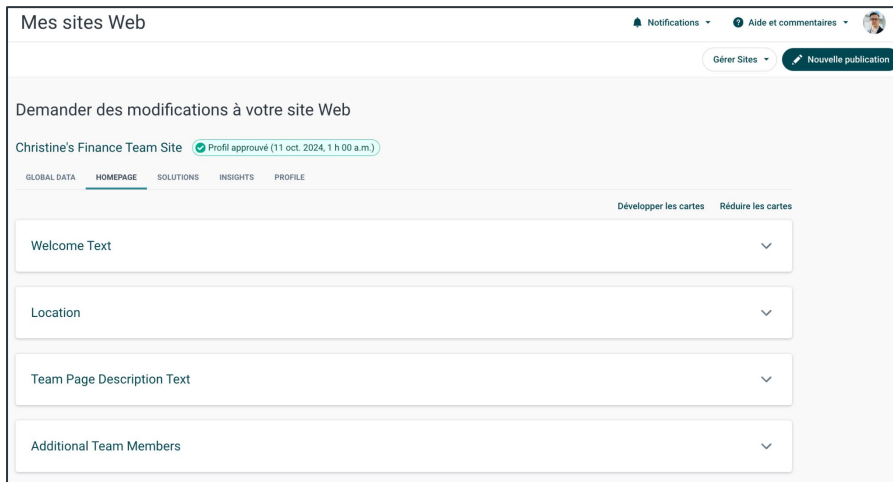 Mes sites Web
Notifications
Aide et commentaires
Gérer Sites
Nouvelle publication
Demander des modifications à votre site Web
Christine's Finance Team Site
Profil approuvé (11 oct. 2024, 1 h 00 a.m.)
GLOBAL DATA HOMEPAGE SOLUTIONS INSIGHTS PROFILE
Développer les cartes Réduire les cartes
Welcome Text
Location
Team Page Description Text
Additional Team Members